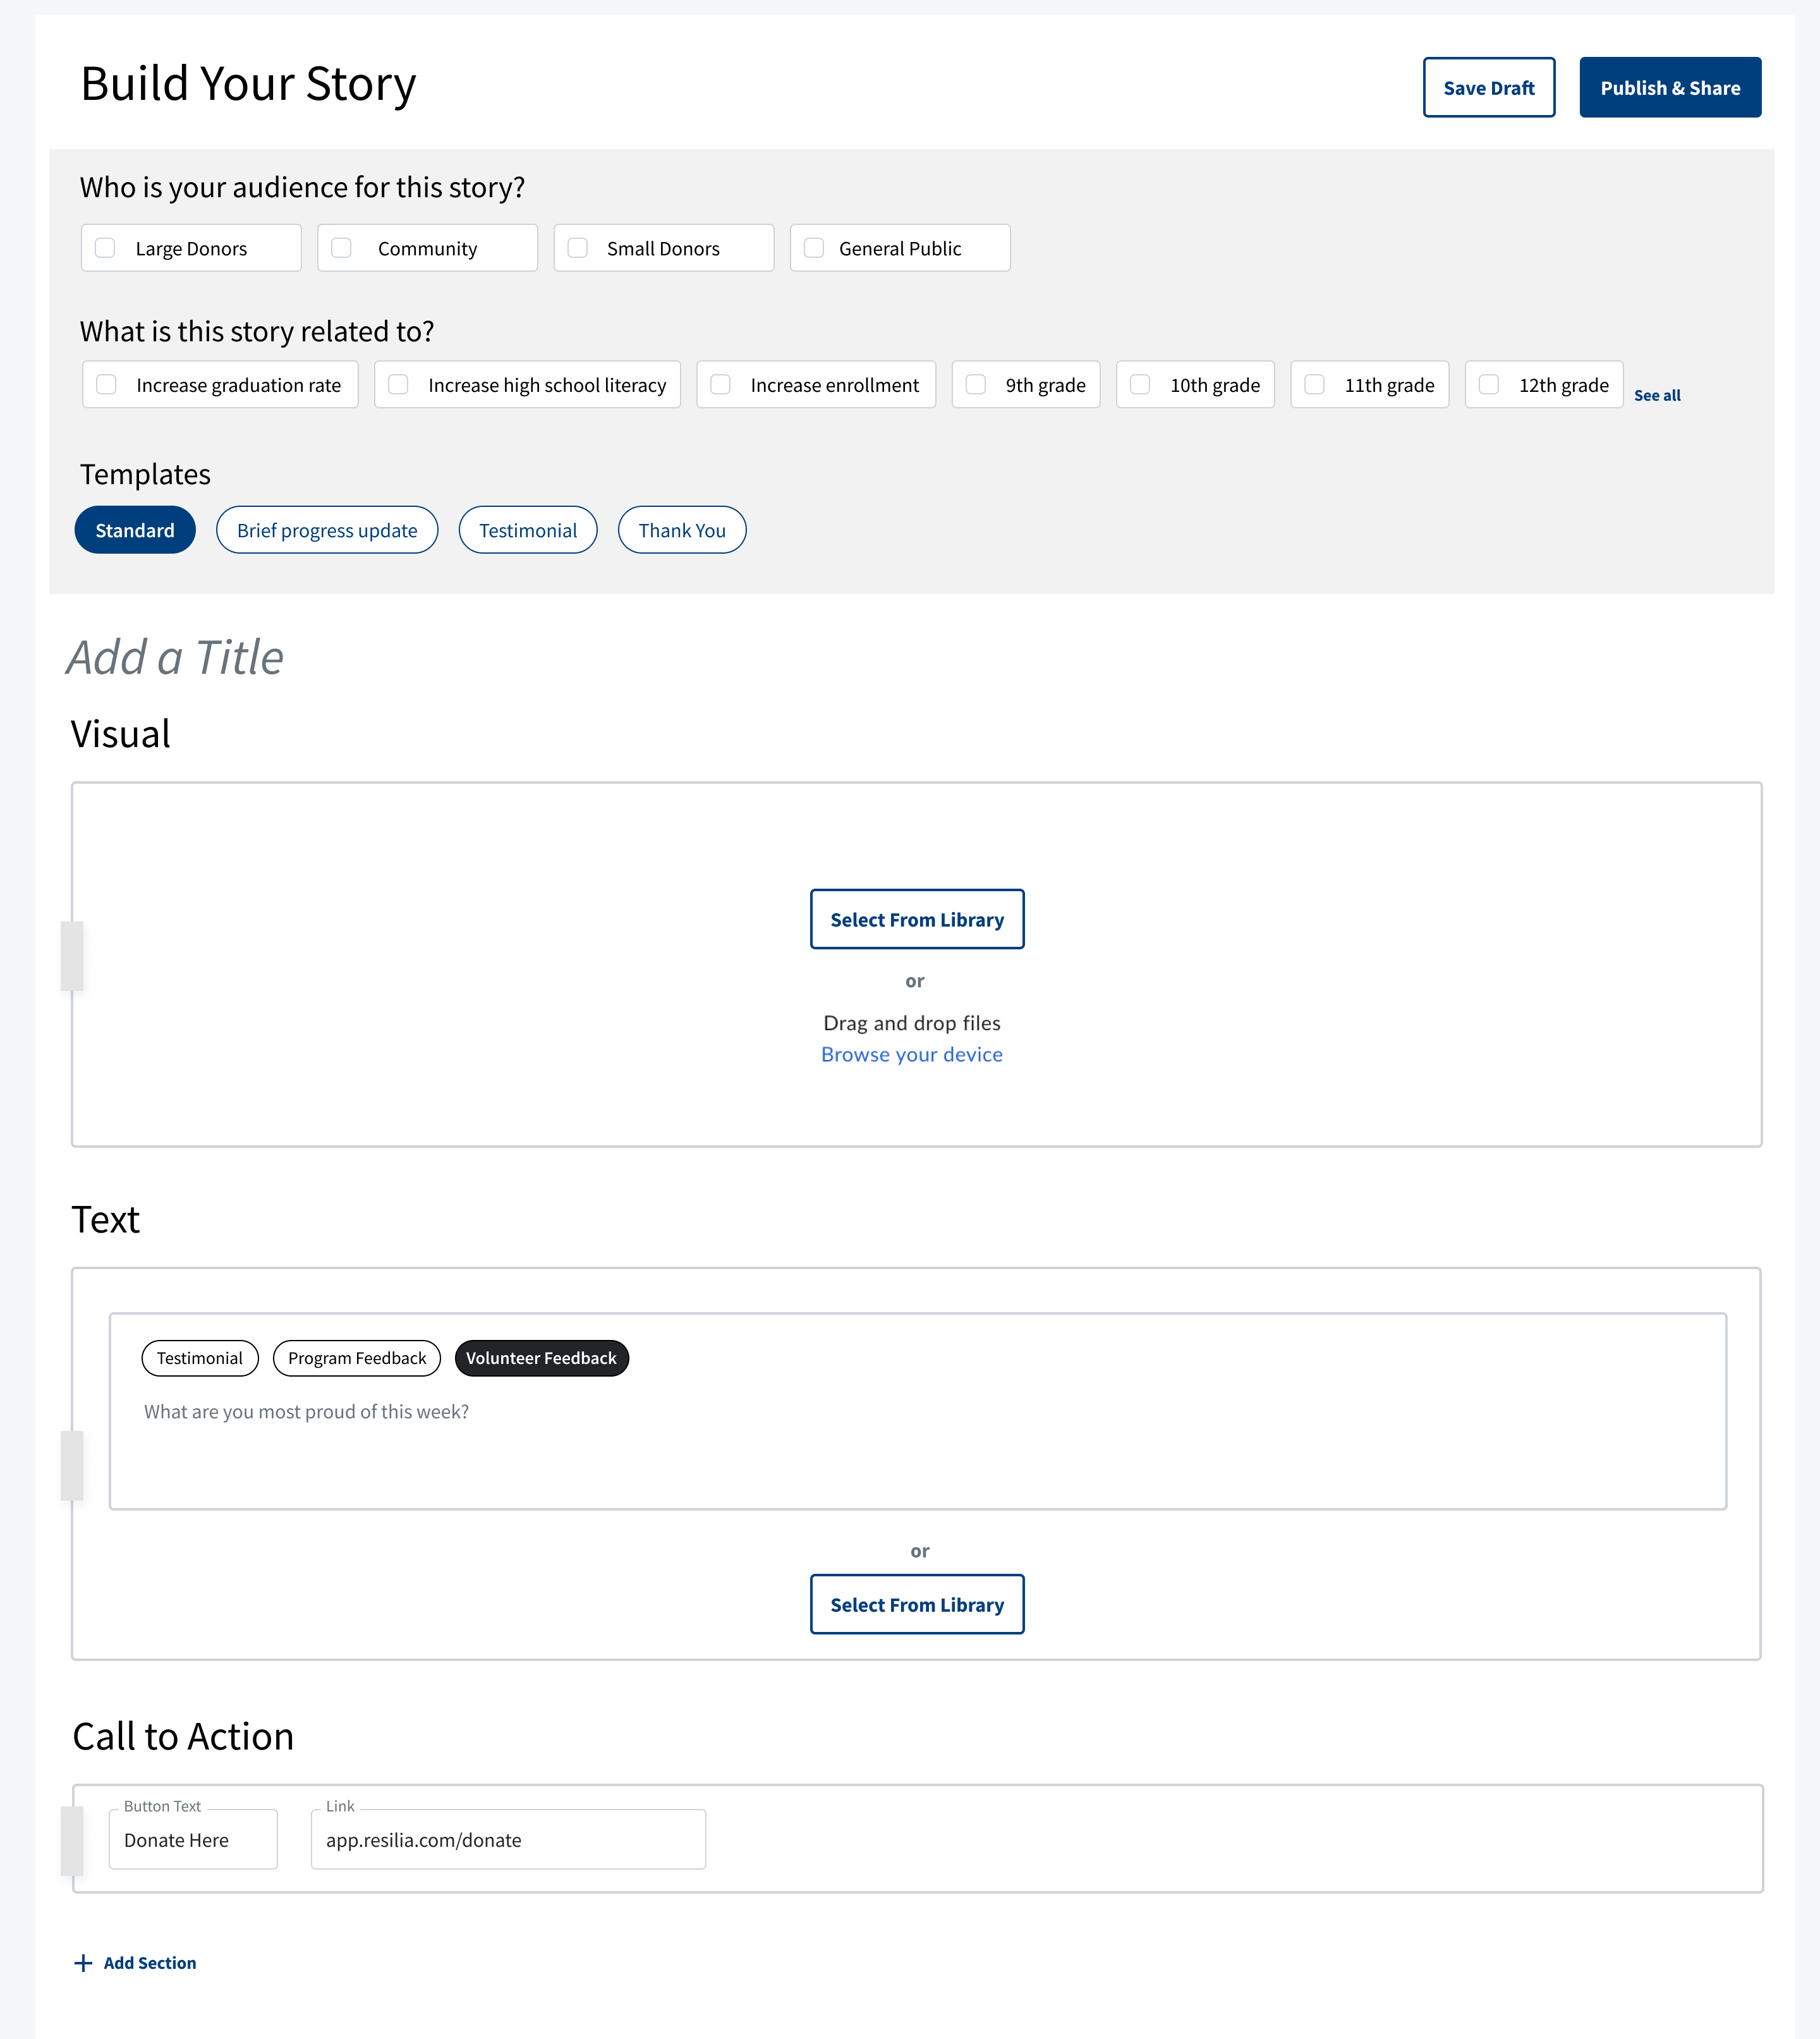 Build Your Story
Save Draft
Publish & Share
Who is your audience for this story?
Large Donors
Community
Small Donors
General Public
What is this story related to?
Increase graduation rate
Increase high school literacy
Increase enrollment
9th grade
10th grade
11th grade
12th grade
See all
Templates
Standard
Brief progress update
Testimonial
Thank You
Add a Title
Visual
Select From Library
or
Drag and drop files
Browse your device
Text
Testimonial
Program Feedback
Volunteer Feedback
What are you most proud of this week?
or
Select From Library
Call to Action
Button Text
Donate Here
Link
app.resilia.com/donate
Add Section